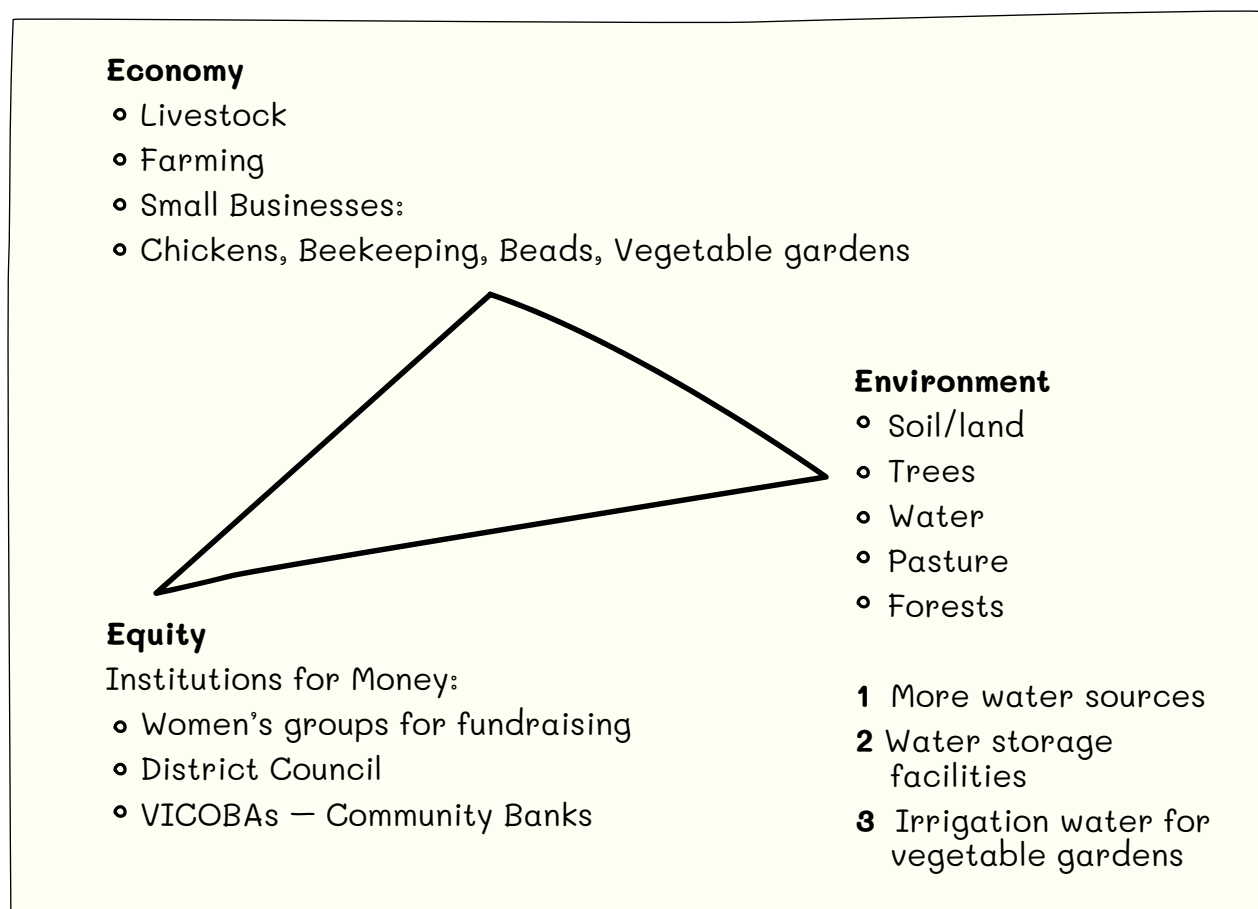 Economy
Livestock
Farming
Small Businesses:
Chickens, Beekeeping, Beads, Vegetable gardens
Environment
Soil/land
Trees
Water
Pasture
Forests
Equity
Institutions for Money:
Women's groups for fundraising
District Council
VICOBAs — Community Banks
1 More water sources
2 Water storage
facilities
3 Irrigation water for
vegetable gardens